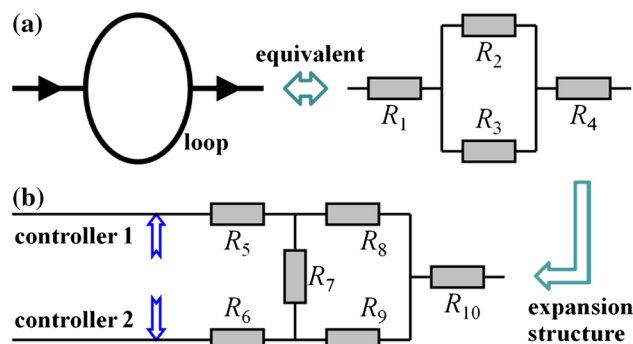 (a)
equivalent
loop
R1
R2
R3
R4
(b)
controller 1
controller 2
R5
R6
R7
R8
R9
R10
expansion
structure